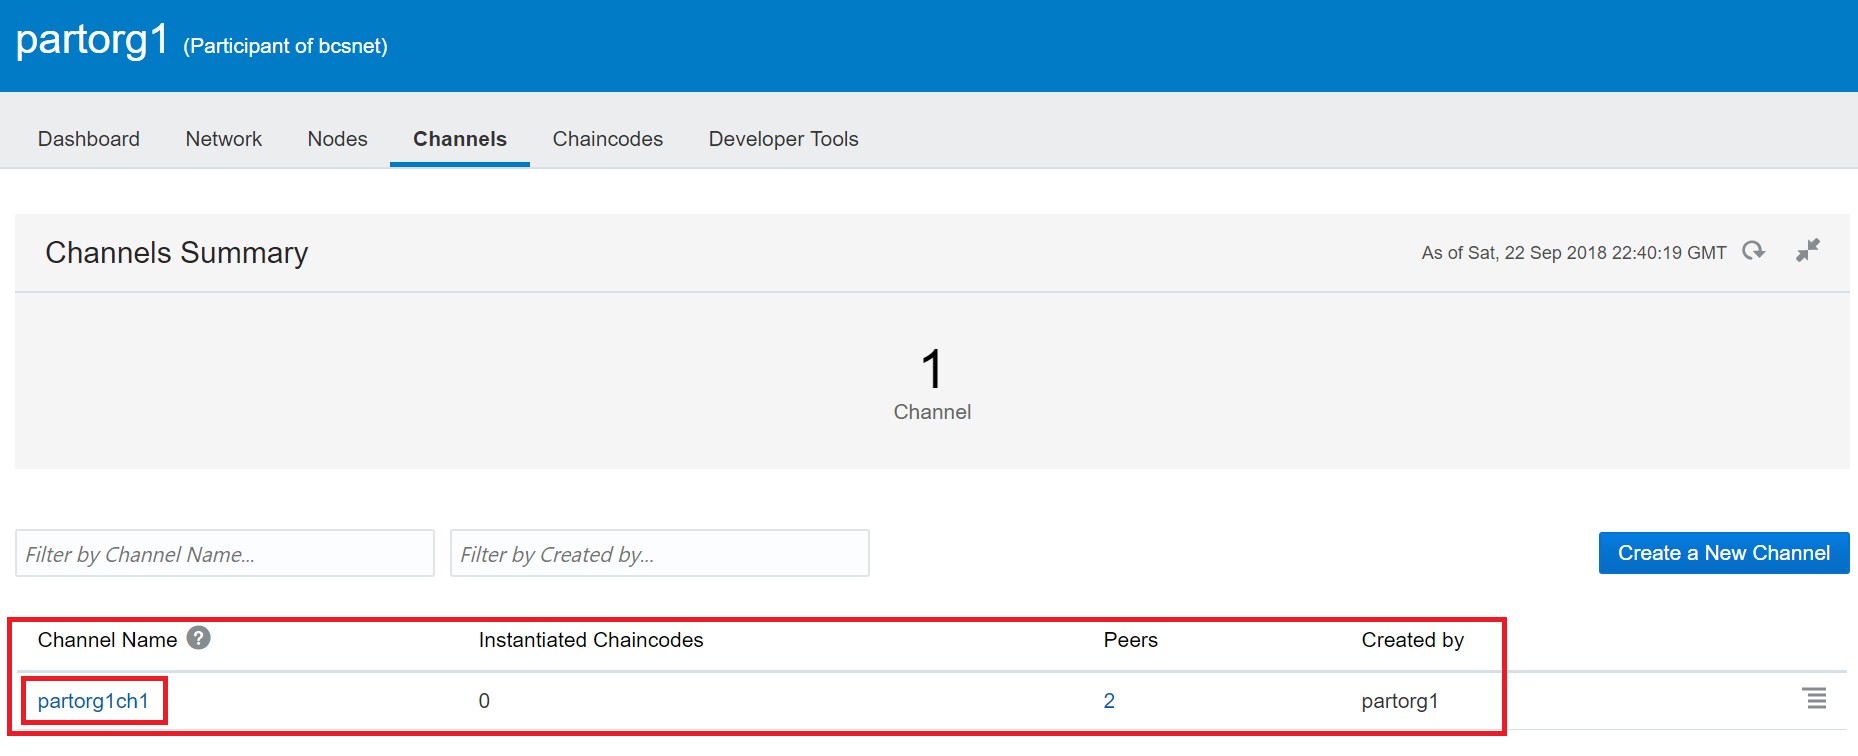 partorg1 (Participant of bcsnet)
Dashboard Network Nodes Channels Chaincodes Developer Tools
Channels Summary As of Sat, 22 Sep 2018 22:40:19 GMT
1
Channel
Filter by Channel Name... Filter by Created by... Create a New Channel
Channel Name ? Instantiated Chaincodes Peers Created by
partorg1ch1 0 2 partorg1